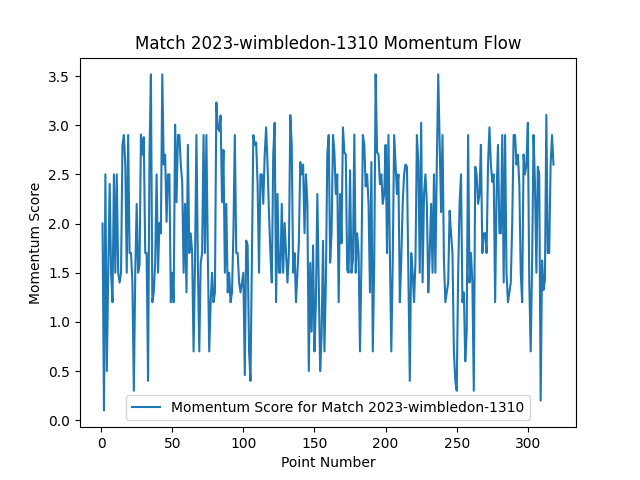 Match 2023-wimbledon-1310 Momentum Flow
3.5
3.0
2.5
2.0
1.5
1.0
0.5
0.0
Momentum Score
Momentum Score for Match 2023-wimbledon-1310
0 50 100 150 200 250 300
Point Number